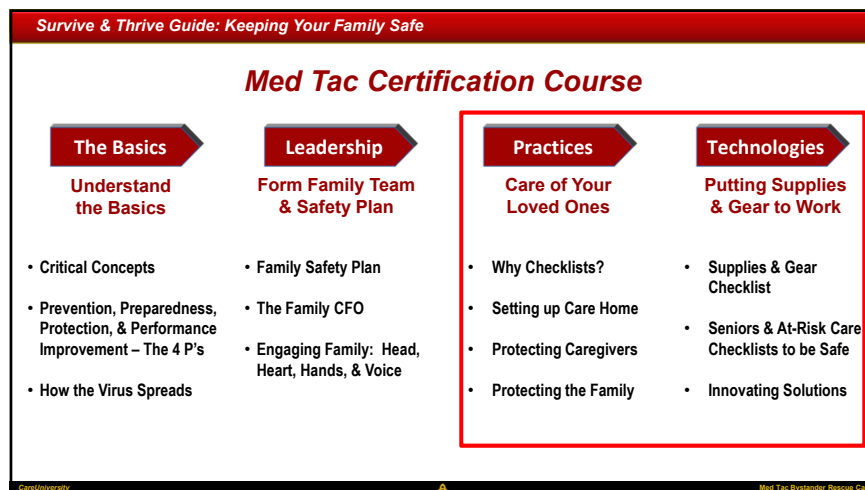 Survive & Thrive Guide: Keeping Your Family Safe
Med Tac Certification Course
The Basics
Understand
the Basics
• Critical Concepts
• Prevention, Preparedness,
Protection, & Performance
Improvement – The 4 P's
• How the Virus Spreads
Leadership
Form Family Team
& Safety Plan
• Family Safety Plan
• The Family CFO
• Engaging Family: Head,
Heart, Hands, & Voice
Practices
Care of Your
Loved Ones
• Why Checklists?
• Setting up Care Home
• Protecting Caregivers
• Protecting the Family
Technologies
Putting Supplies
& Gear to Work
• Supplies & Gear
Checklist
• Seniors & At-Risk Care
Checklists to be Safe
• Innovating Solutions
CareUniversity
Med Tac Bystander Rescue